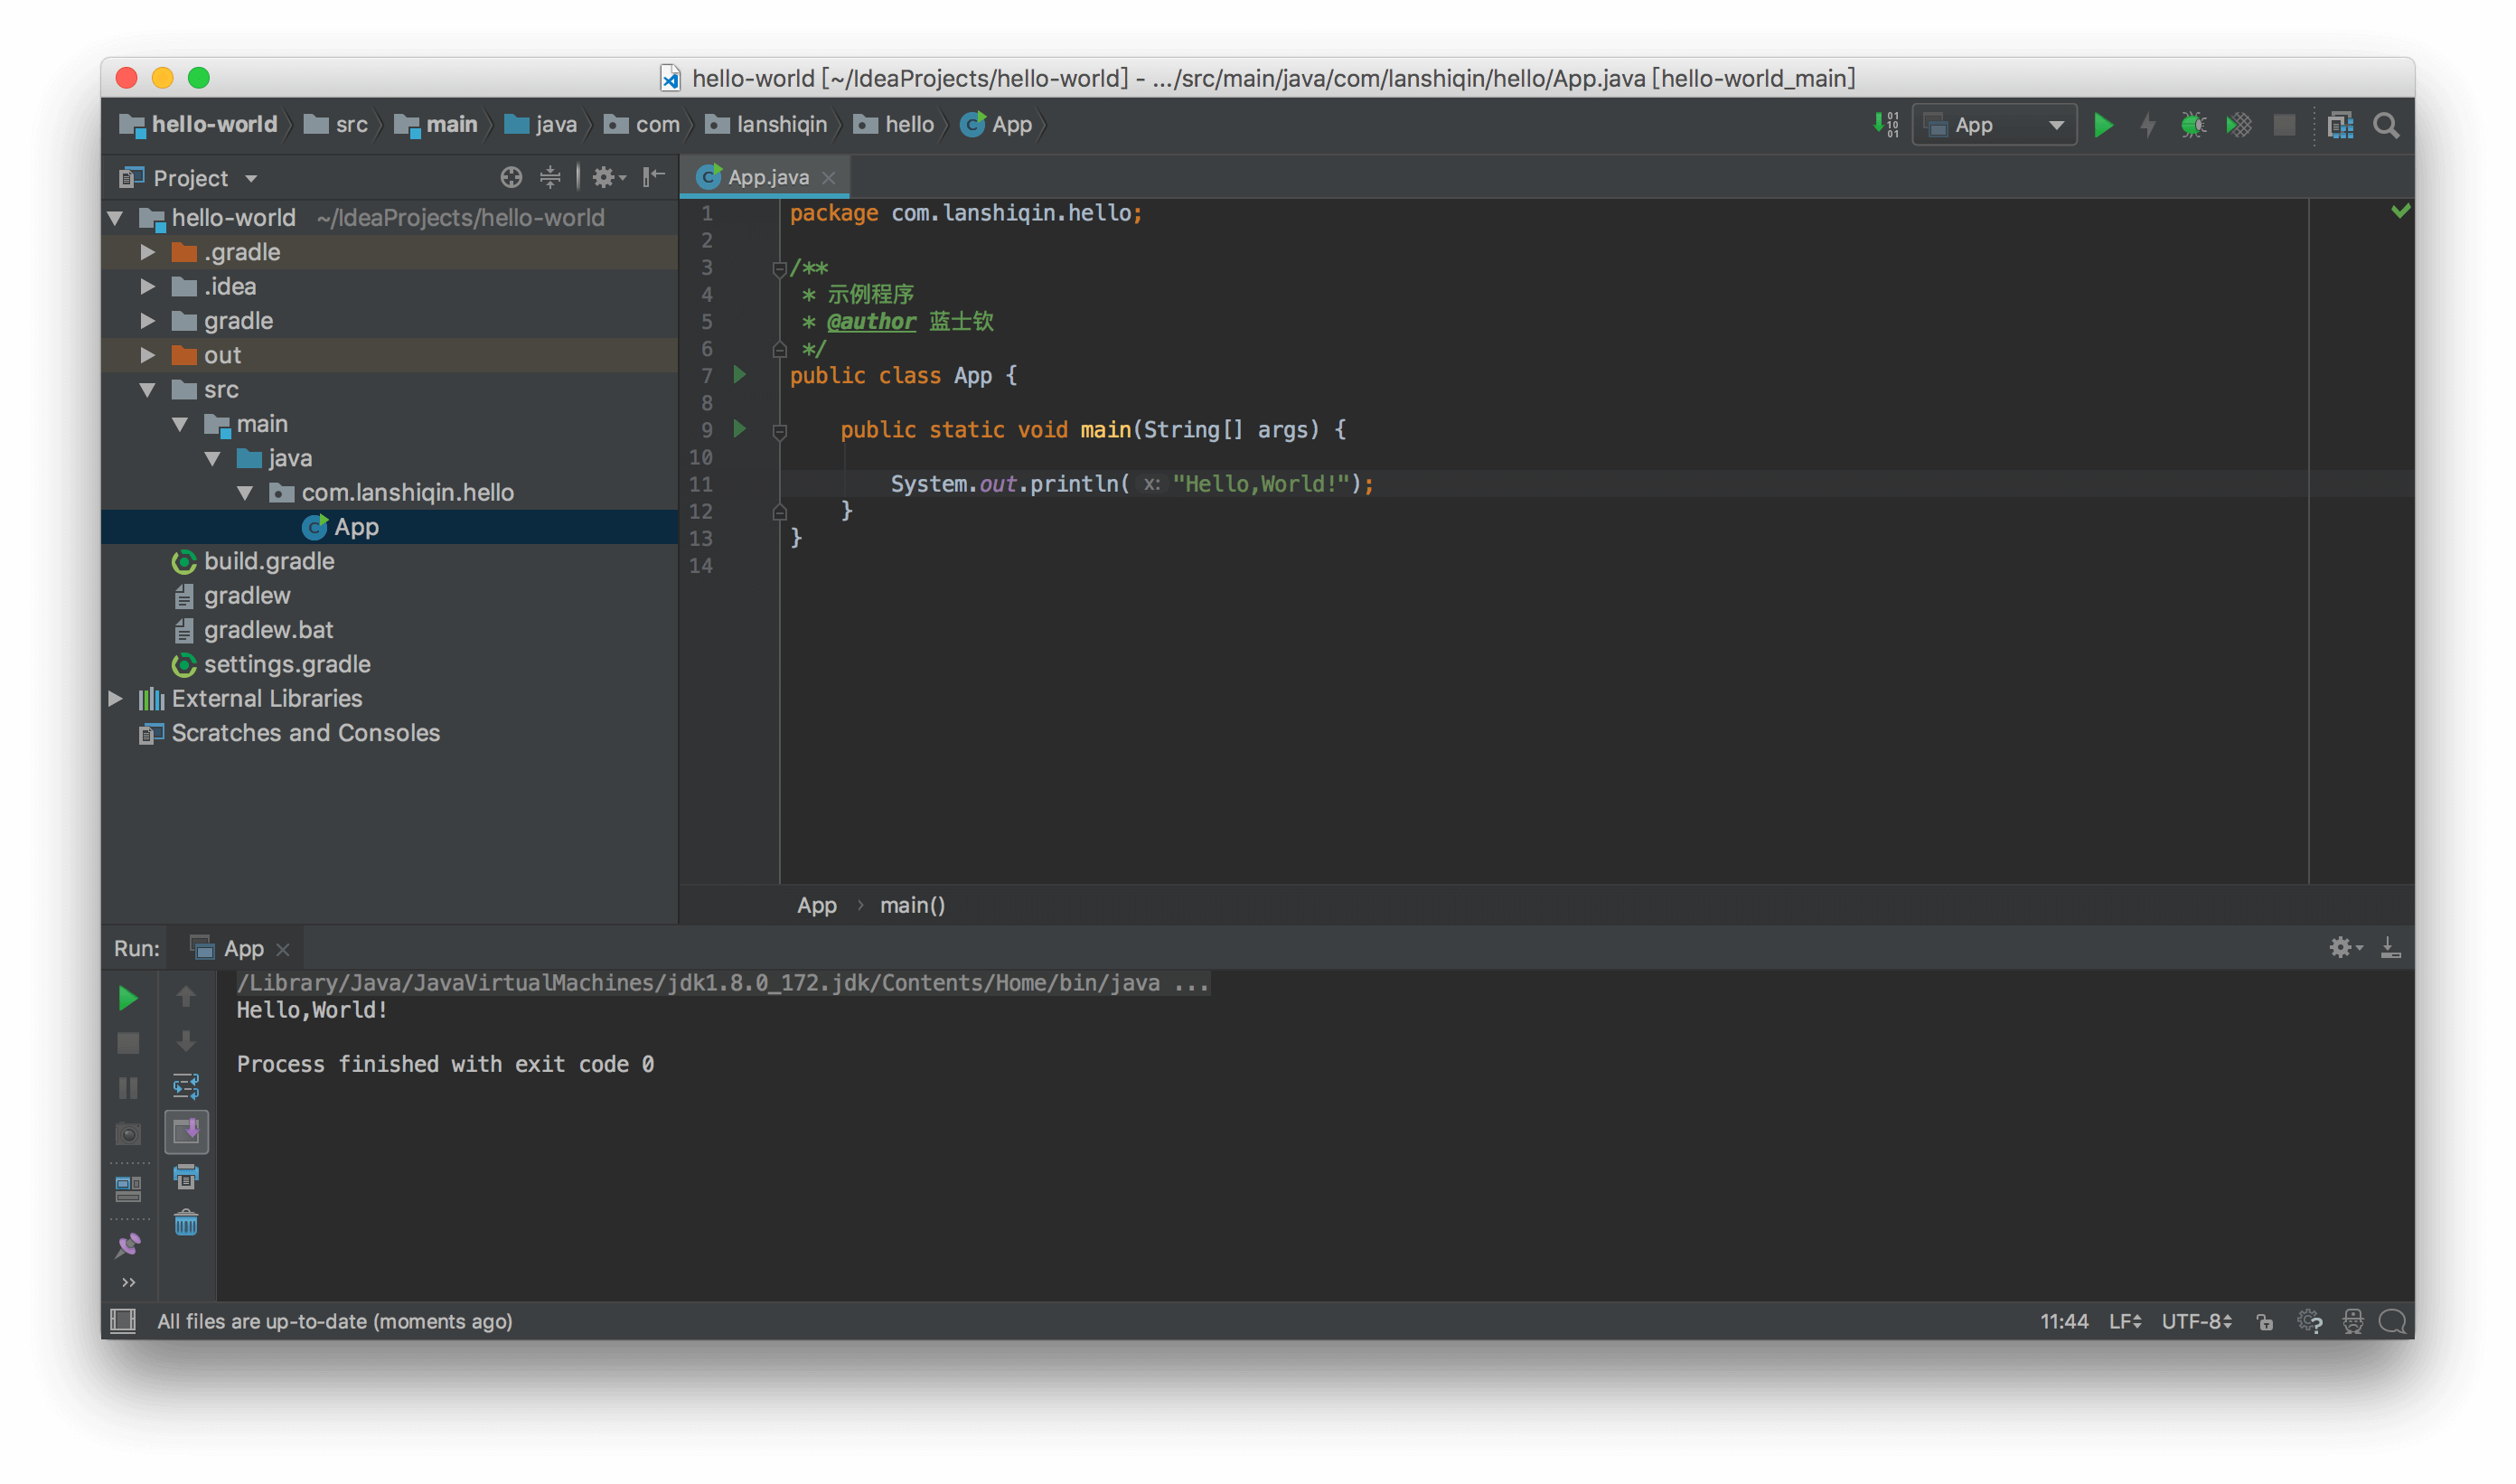 hello-world [~/IdeaProjects/hello-world] - .../src/main/java/com/lanshiqin/hello/App.java [hello-world_main]
hello-world src main java com lanshiqin hello App
App
Project
App.java
hello-world ~/IdeaProjects/hello-world
.gradle
.idea
gradle
out
src
main
java
com.lanshiqin.hello
App
build.gradle
gradlew
gradlew.bat
settings.gradle
External Libraries
Scratches and Consoles
1 package com.lanshiqin.hello;
2
3 /**
4 * 示例程序
5 * @author 蓝士钦
6 */
7 public class App {
8
9 public static void main(String[] args) {
10
11 System.out.println( x: "Hello,World!");
12 }
13 }
14
App › main()
Run: App
/Library/Java/JavaVirtualMachines/jdk1.8.0_172.jdk/Contents/Home/bin/java ...
Hello,World!
Process finished with exit code 0
All files are up-to-date (moments ago)
11:44 LF UTF-8